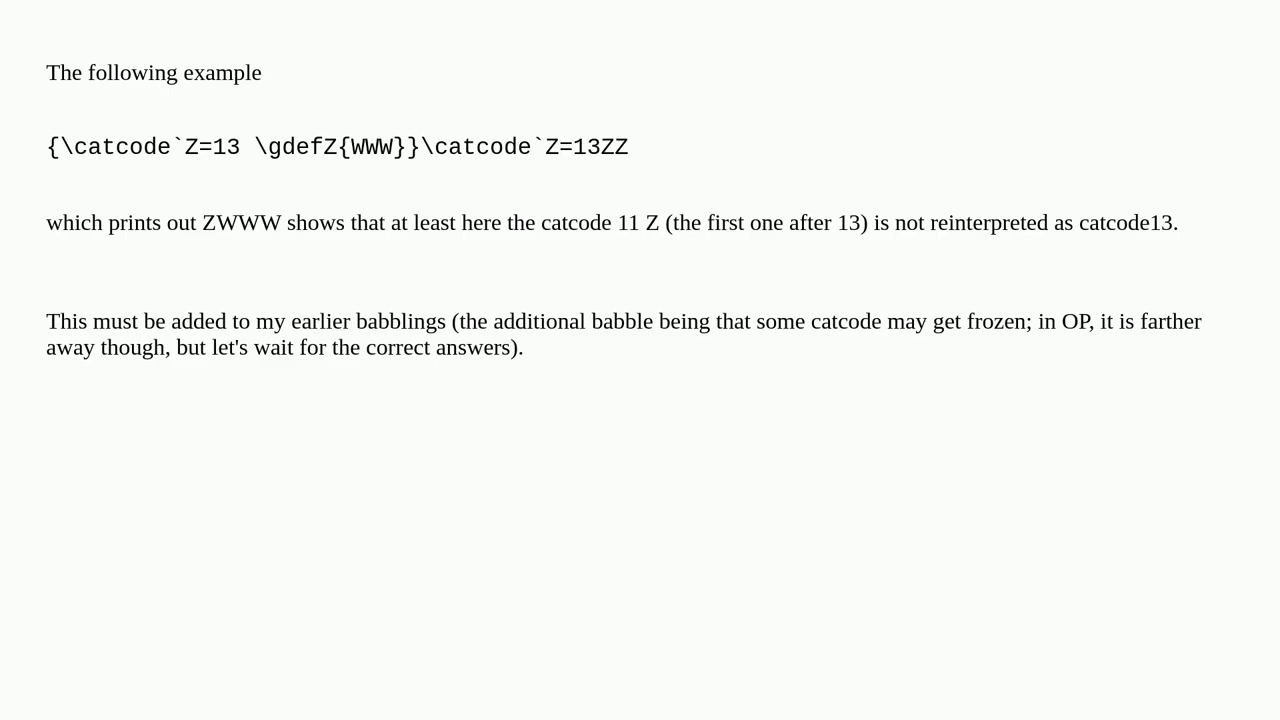 The following example
{\catcode`Z=13 \gdefZ{WWW}}\catcode`Z=13ZZ
which prints out ZWWW shows that at least here the catcode 11 Z (the first one after 13) is not reinterpreted as catcode13.
This must be added to my earlier babblings (the additional babble being that some catcode may get frozen; in OP, it is farther
away though, but let's wait for the correct answers).